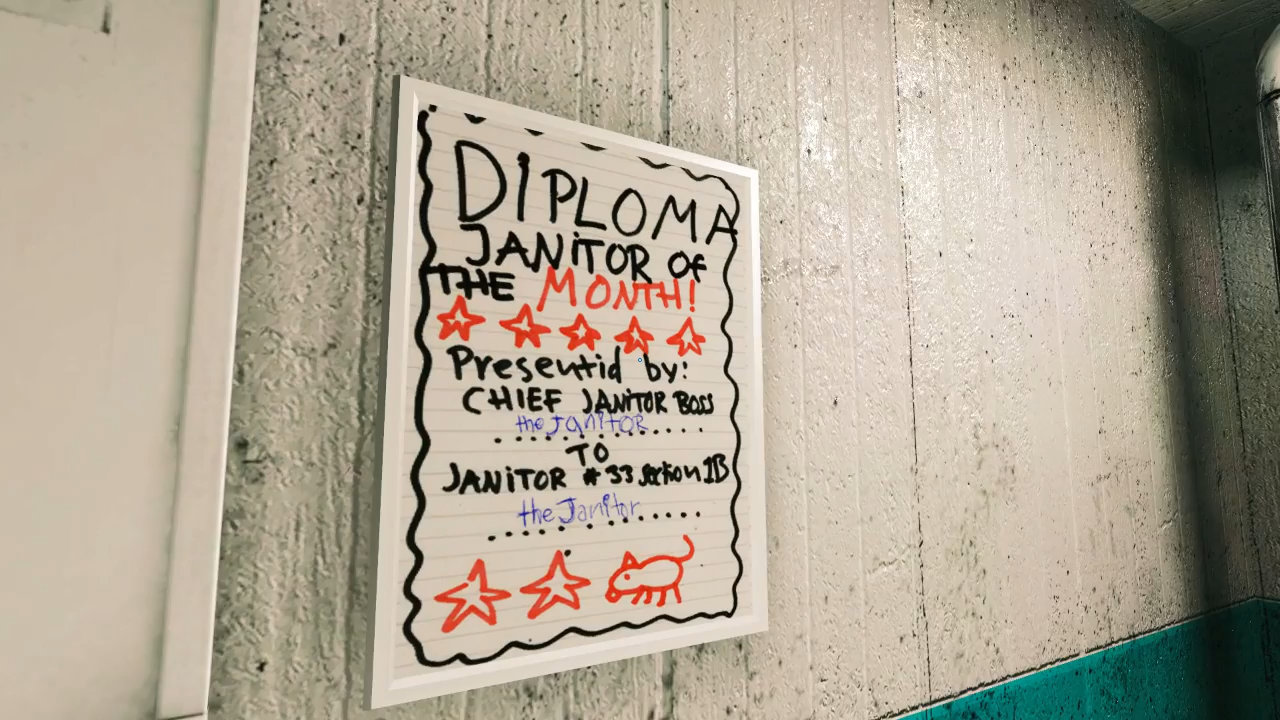 DIPLOMA
JANITOR Of
THE MONTH!
Presentid by:
CHIEF JANITOR BOSS
the JanitOR
TO
JANITOR # 33 Section 1B
the Janitor